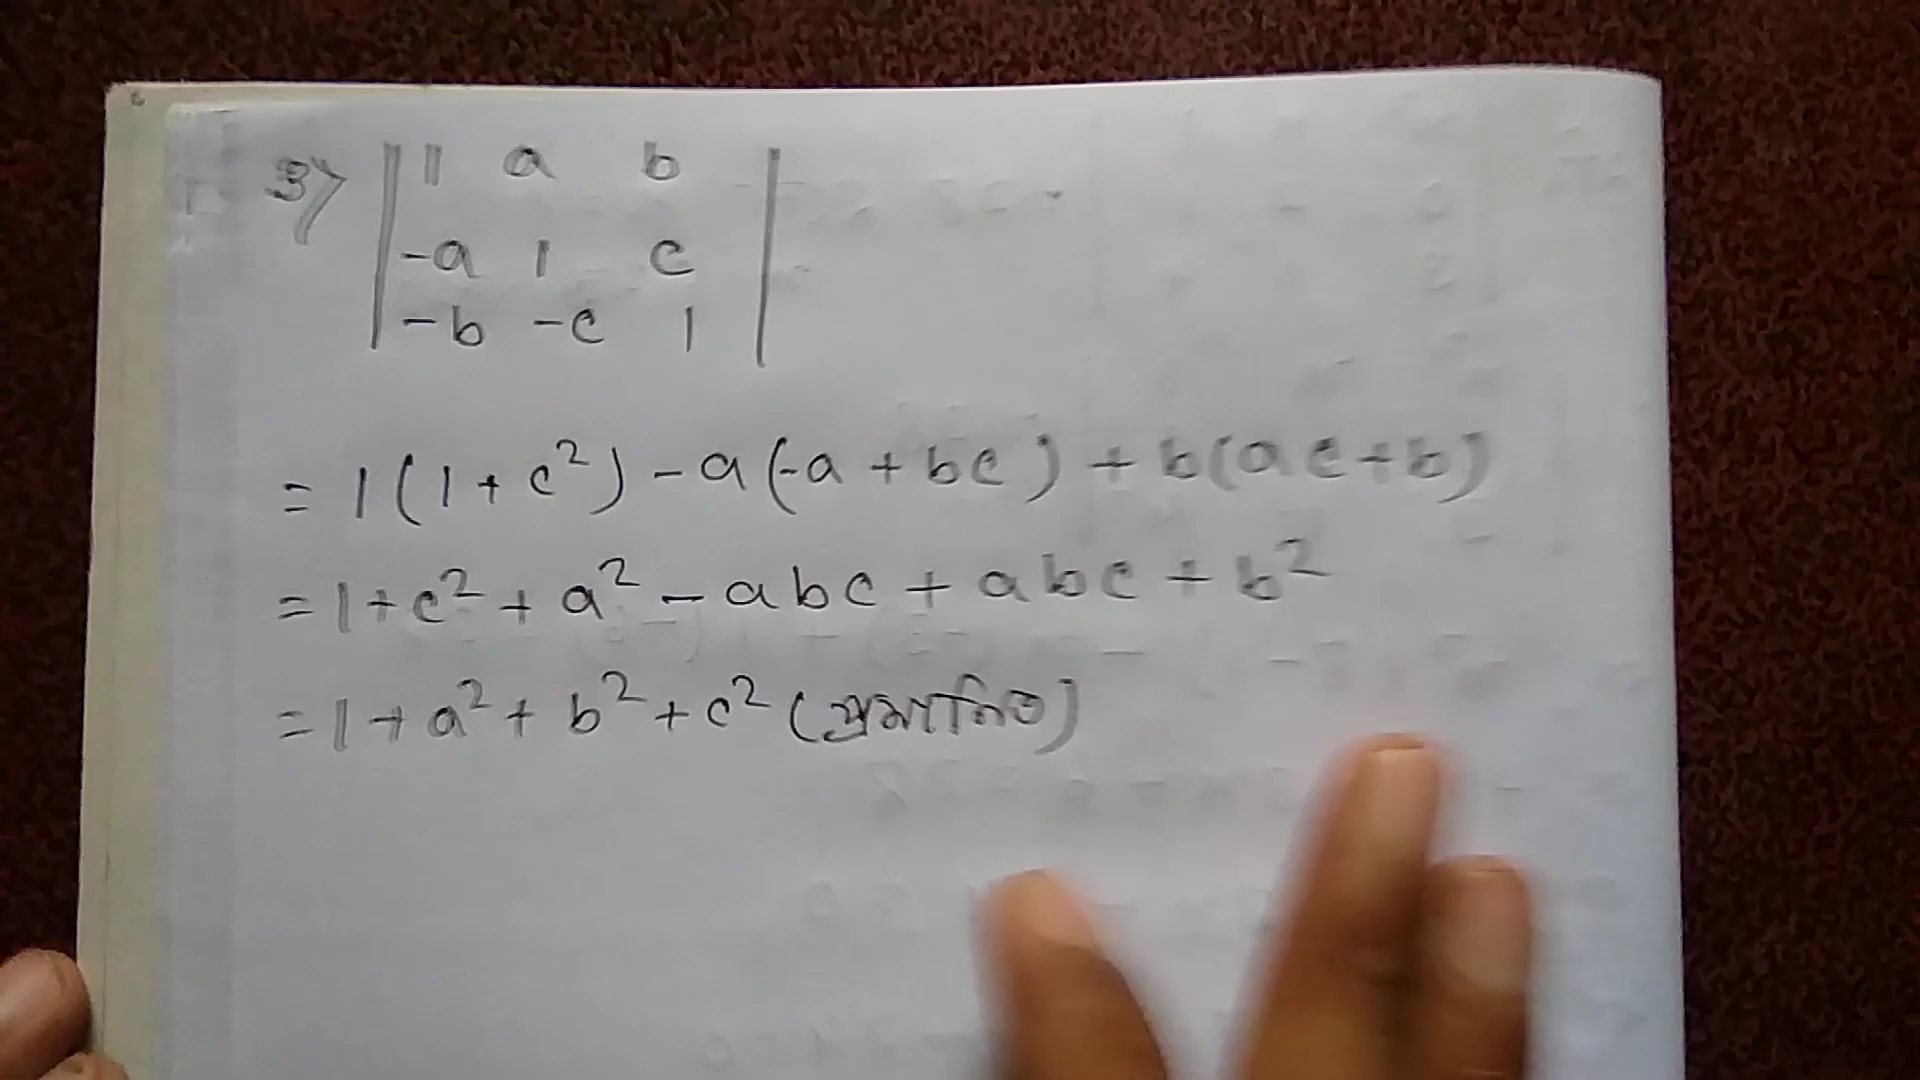 3) | 1 a b |
| -a 1 c |
| -b -c 1 |
= 1(1+c²)-a(-a+bc)+b(ac+b)
= 1+c²+a²-abc+abc+b²
= 1+a²+b²+c² (প্রমাণিত)